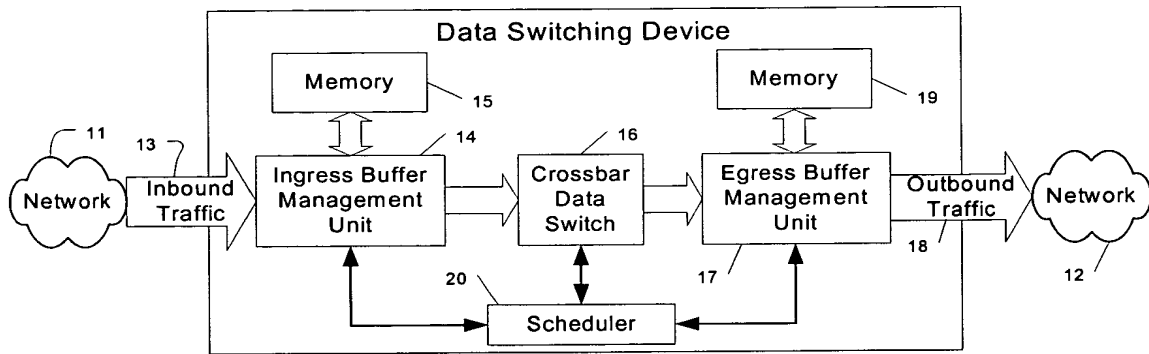 Data Switching Device
Memory
15
Memory
19
11
13
14
16
Network
Inbound
Traffic
Ingress Buffer
Management
Unit
Crossbar
Data
Switch
Egress Buffer
Management
Unit
17
Outbound
Traffic
18
Network
12
20
Scheduler